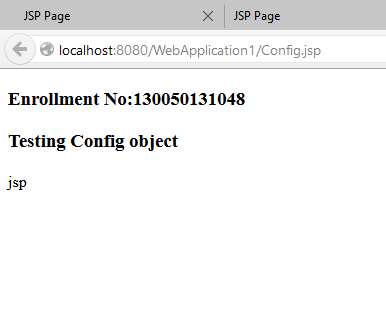 JSP Page JSP Page
localhost:8080/WebApplication1/Config.jsp
Enrollment No:130050131048
Testing Config object
jsp